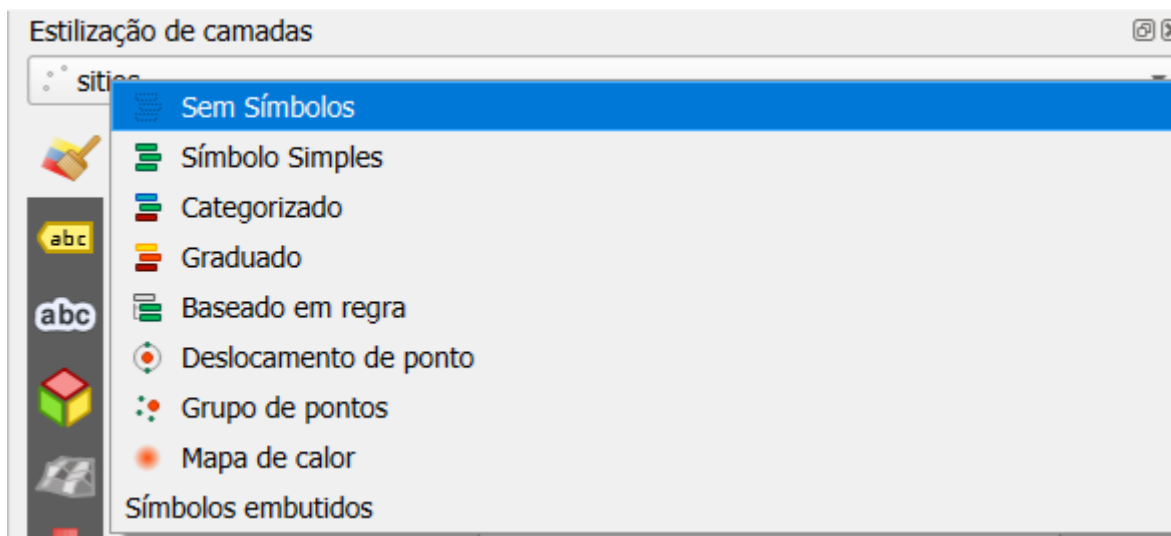 Estilização de camadas
Sem Símbolos
Símbolo Simples
Categorizado
abc
Graduado
abc
Baseado em regra
Deslocamento de ponto
Grupo de pontos
Mapa de calor
Símbolos embutidos